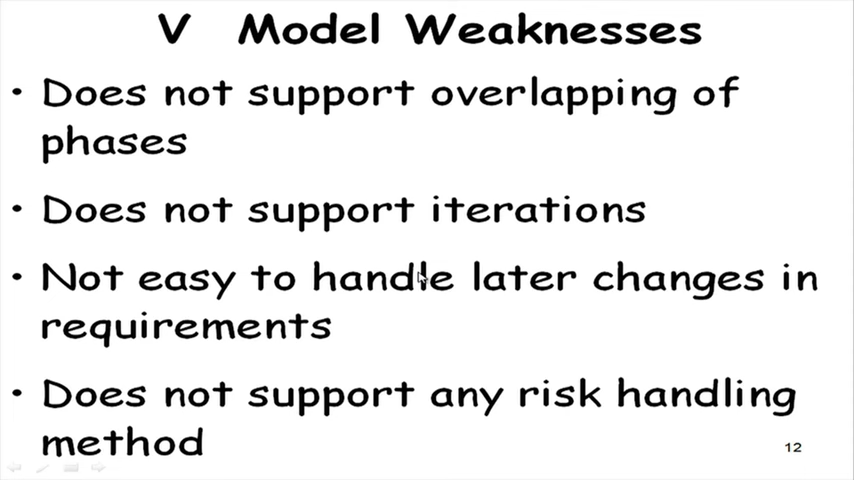 V Model Weaknesses
• Does not support overlapping of
phases
• Does not support iterations
• Not easy to handle later changes in
requirements
• Does not support any risk handling
method
12